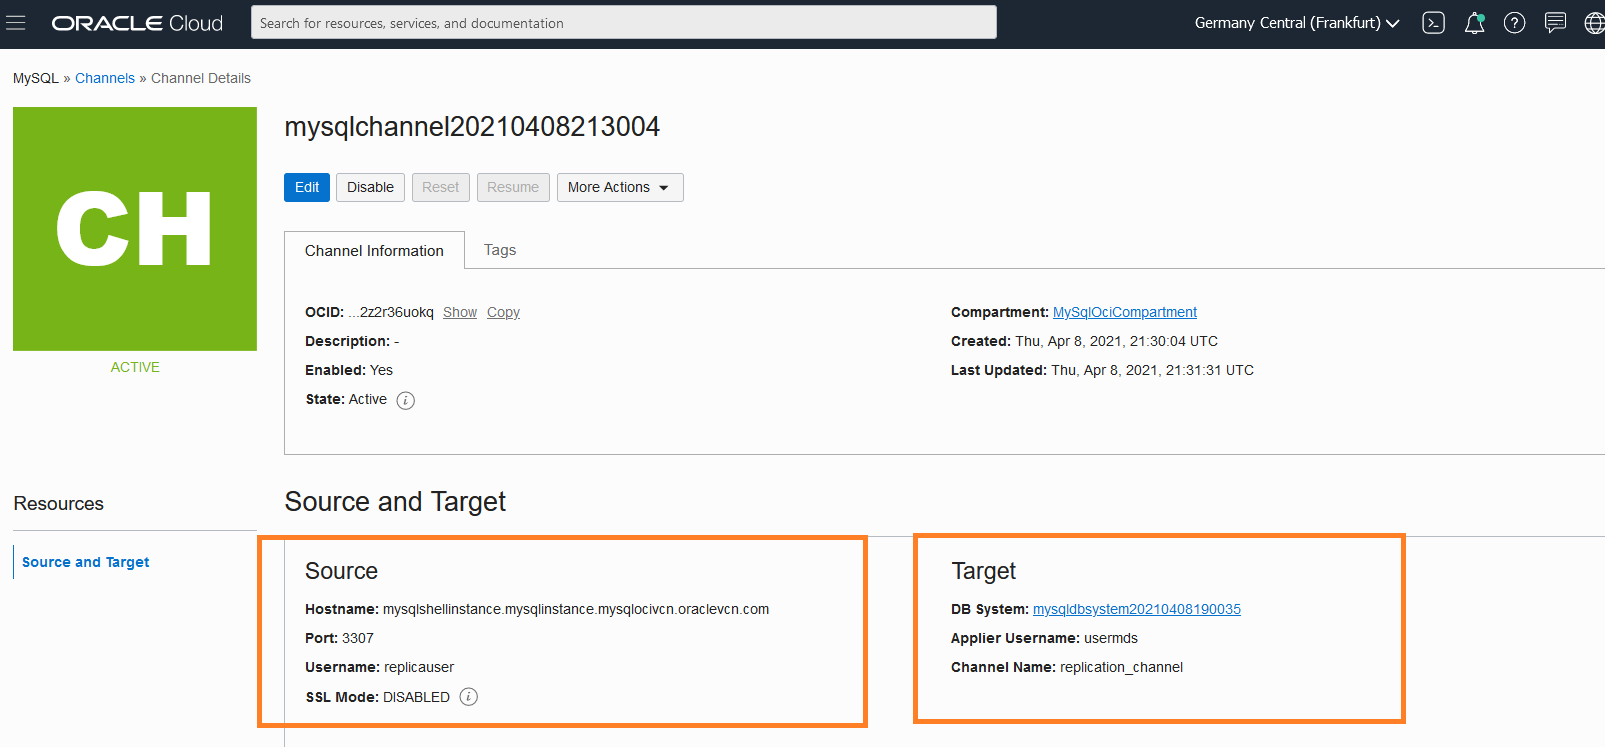 ORACLE Cloud
Search for resources, services, and documentation
Germany Central (Frankfurt)
MySQL » Channels » Channel Details
CH
ACTIVE
mysqlchannel20210408213004
Edit Disable Reset Resume More Actions
Channel Information Tags
OCID: ...2z2r36uokq Show Copy
Description: -
Enabled: Yes
State: Active
Compartment: MySqlOciCompartment
Created: Thu, Apr 8, 2021, 21:30:04 UTC
Last Updated: Thu, Apr 8, 2021, 21:31:31 UTC
Resources
Source and Target
Source and Target
Source
Hostname: mysqlshellinstance.mysqlinstance.mysqlocivcn.oraclevcn.com
Port: 3307
Username: replicauser
SSL Mode: DISABLED
Target
DB System: mysqldbsystem20210408190035
Applier Username: usermds
Channel Name: replication_channel